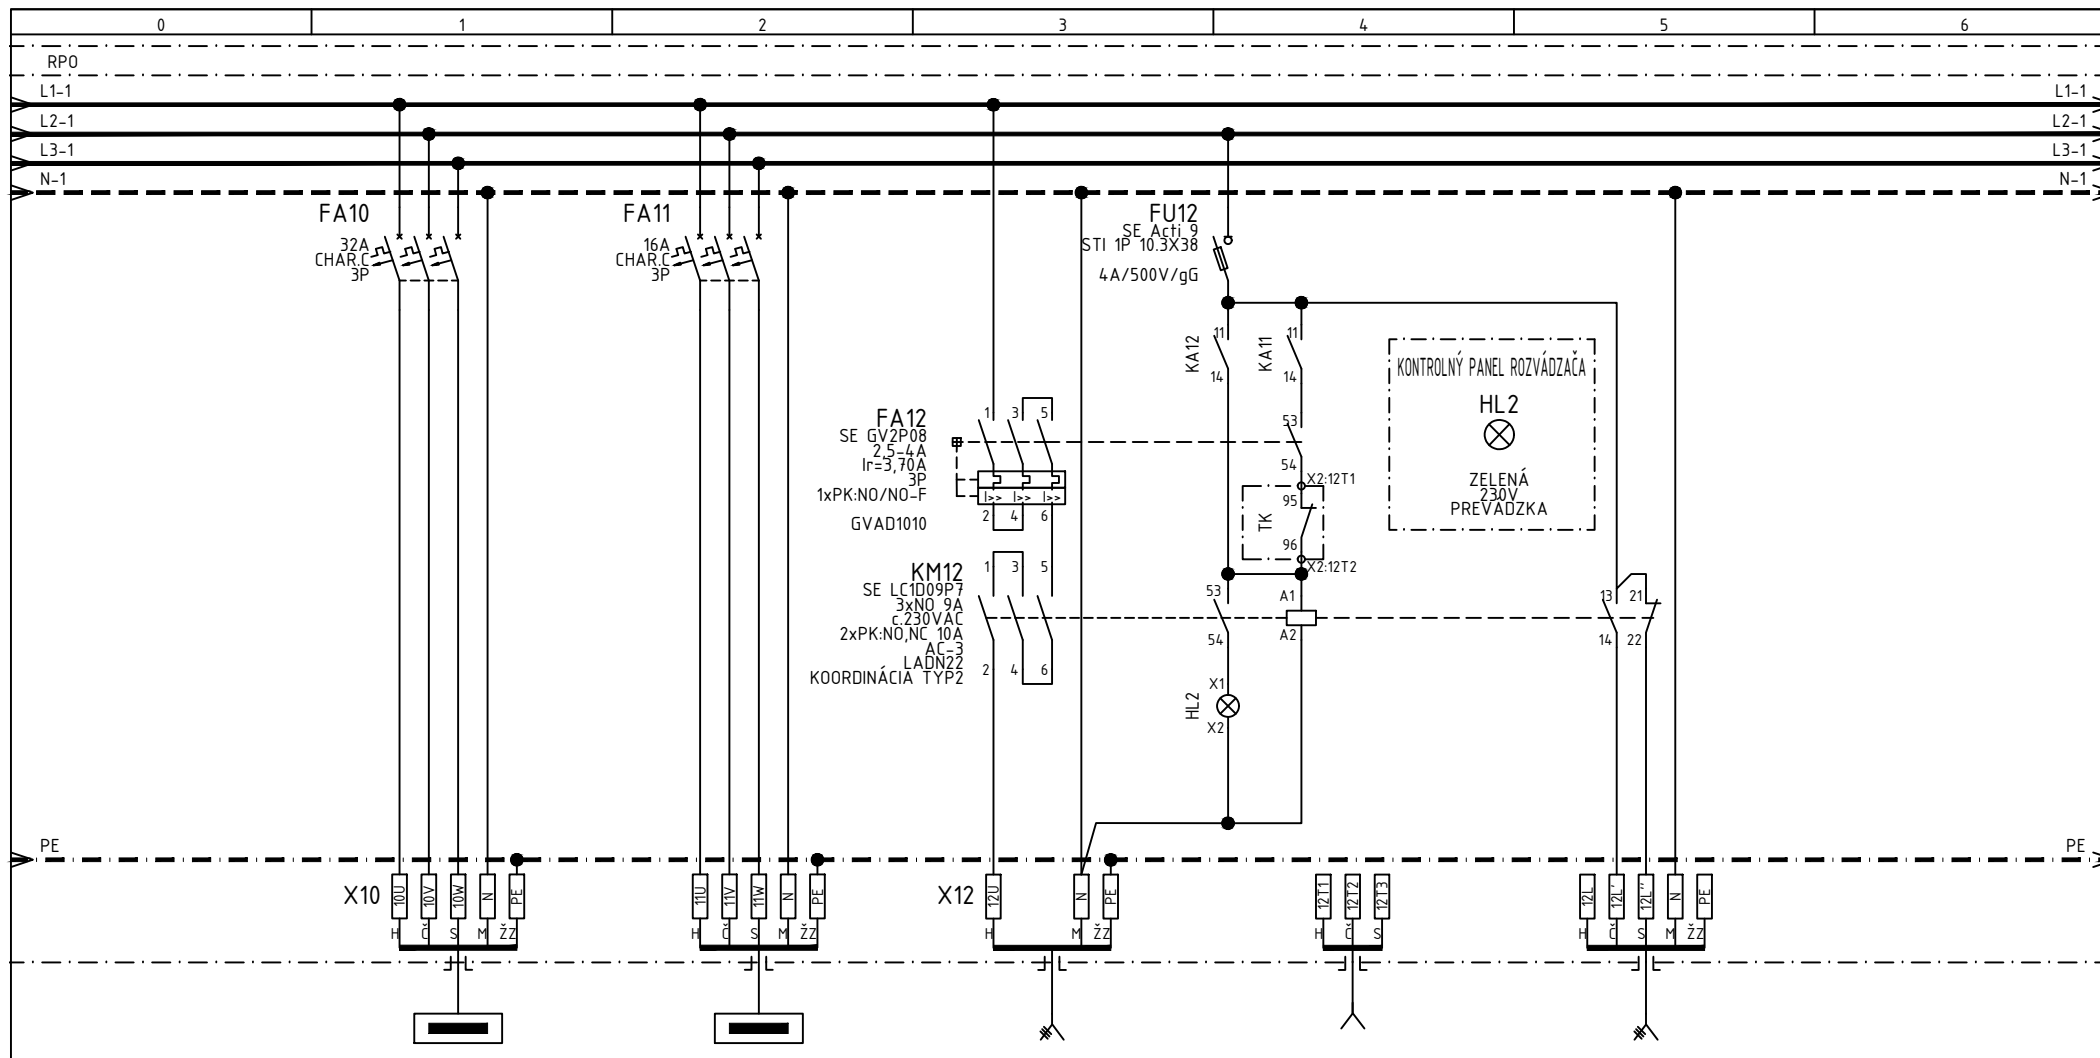 0 1 2 3 4 5 6
RPO
L1-1 L1-1
L2-1 L2-1
L3-1 L3-1
N-1 N-1
FA10
32A
CHAR.C
3P
FA11
16A
CHAR.C
3P
FU12
SE Acti 9
STI 1P 10.3X38
4A/500V/gG
KA12
11
14
KA11
11
14
KONTROLNÝ PANEL ROZVÁDZAČA
HL2
ZELENÁ
230V
PREVÁDZKA
FA12
SE GV2P08
2,5-4A
Ir=3,70A
3P
1xPK:NO/NO-F
GVAD1010
1 3 5
I>> I>> I>>
2 4 6
53
54
X2:12T1
95
TK
96
X2:12T2
KM12
SE LC1D09P7
3xNO 9A
c.230VAC
2xPK:NO,NC 10A
AC-3
LADN22
KOORDINÁCIA TYP2
1 3 5
2 4 6
53
54
A1
A2
13 21
14 22
X1
HL2
X2
PE PE
X10
10U 10V 10W N PE
H Č S M ŽZ
11U 11V 11W N PE
H Č S M ŽZ
X12
12U N PE
H M ŽZ
12T1 12T2 12T3
H Č S
12L 12L' 12L'' N PE
H Č S M ŽZ